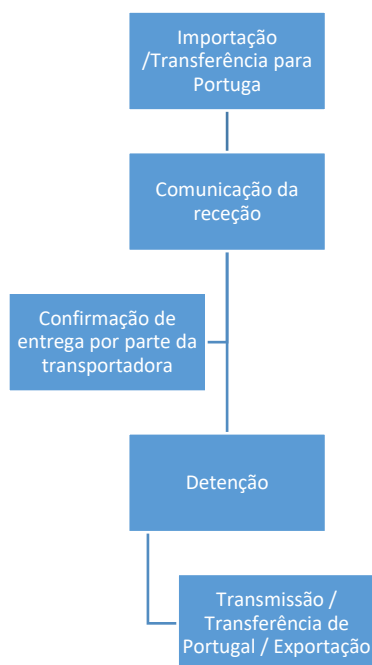 Importação
/Transferência para
Portuga
Comunicação da
receção
Confirmação de
entrega por parte da
transportadora
Detenção
Transmissão /
Transferência de
Portugal / Exportação